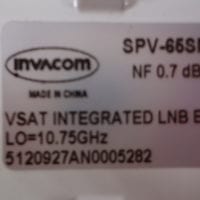 invacom
MADE IN CHINA
SPV-65S
NF 0.7 dB
VSAT INTEGRATED LNB
LO=10.75GHz
5120927AN0005282